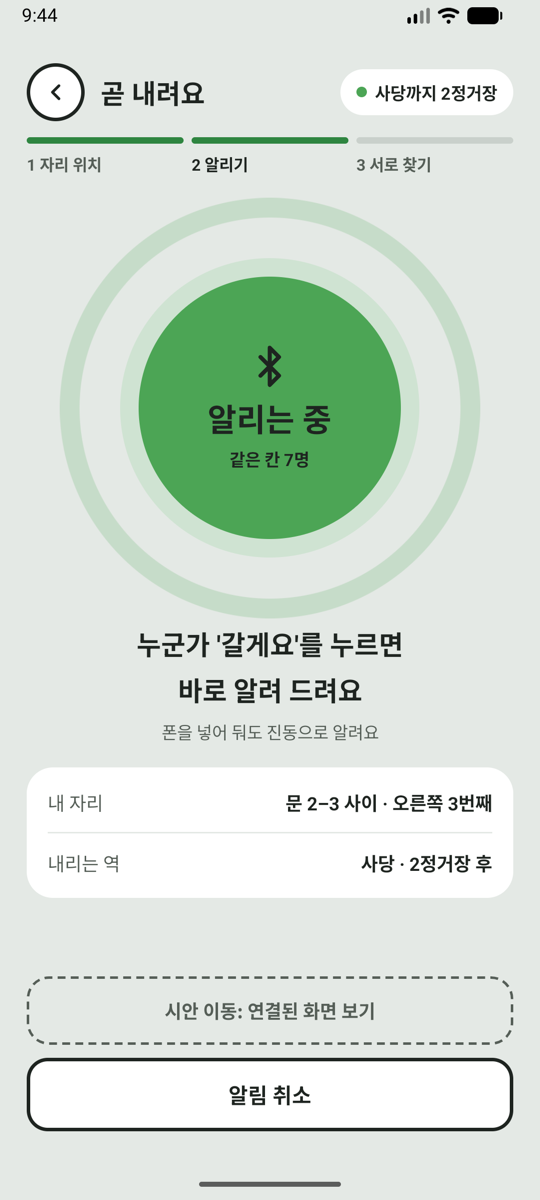 9:44
곧 내려요
사당까지 2정거장
1 자리 위치
2 알리기
3 서로 찾기
알리는 중
같은 칸 7명
누군가 '갈게요'를 누르면
바로 알려 드려요
폰을 넣어 둬도 진동으로 알려요
내 자리
문 2–3 사이 · 오른쪽 3번째
내리는 역
사당 · 2정거장 후
시안 이동: 연결된 화면 보기
알림 취소